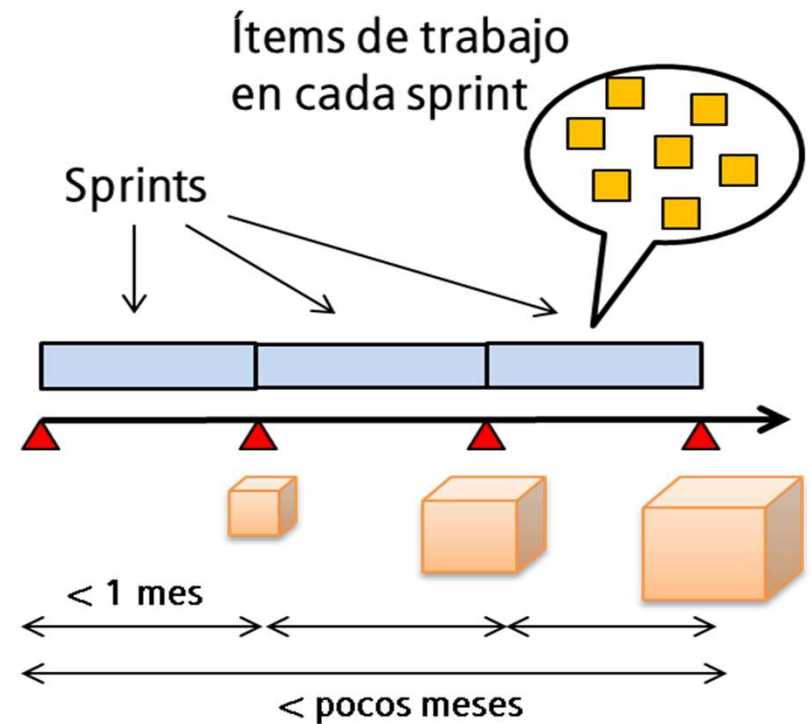 Ítems de trabajo
en cada sprint
Sprints
< 1 mes
< pocos meses